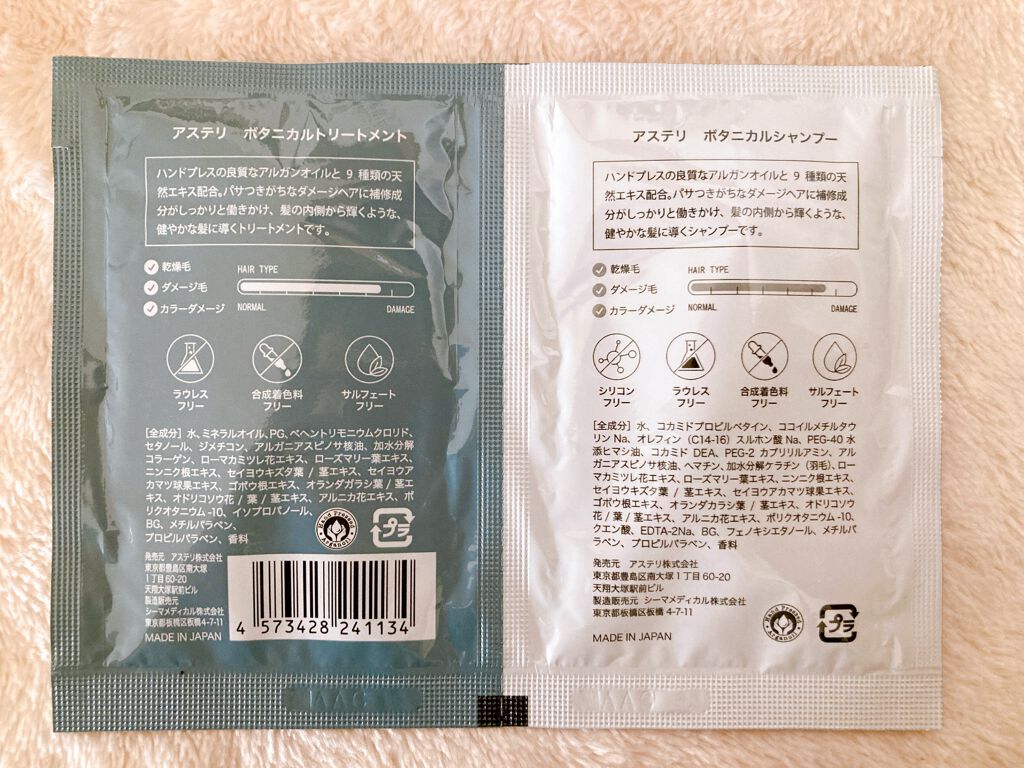 アステリ ボタニカルトリートメント
ハンドプレスの良質なアルガンオイルと 9 種類の天
然エキス配合。パサつきがちなダメージヘアに補修成
分がしっかりと働きかけ、髪の内側から輝くような、
健やかな髪に導くトリートメントです。
乾燥毛
ダメージ毛
カラーダメージ
HAIR TYPE
NORMAL
DAMAGE
ラウレス
フリー
合成着色料
フリー
サルフェート
フリー
[全成分] 水、ミネラルオイル、PG、ベヘントリモニウムクロリド、
セタノール、ジメチコン、アルガニアスピノサ核油、加水分解
コラーゲン、ローマカミツレ花エキス、ローズマリー葉エキス、
ニンニク根エキス、セイヨウキズタ葉 / 茎エキス、セイヨウア
カマツ球果エキス、ゴボウ根エキス、オランダガラシ葉 / 茎エ
キス、オドリコソウ花 / 葉 / 茎エキス、アルニカ花エキス、ポ
リクオタニウム-10、イソプロパノール、
BG、メチルパラベン、
プロピルパラベン、香料
Hand Pressed
Arganoil
プラ
発売元 アステリ株式会社
東京都豊島区南大塚
1丁目 60-20
天翔大塚駅前ビル
製造販売元
シーマメディカル株式会社
東京都板橋区板橋 4-7-11
MADE IN JAPAN
4 573428 241134
アステリ ボタニカルシャンプー
ハンドプレスの良質なアルガンオイルと 9 種類の天
然エキス配合。パサつきがちなダメージヘアに補修成
分がしっかりと働きかけ、髪の内側から輝くような、
健やかな髪に導くシャンプーです。
乾燥毛
ダメージ毛
カラーダメージ
HAIR TYPE
NORMAL
DAMAGE
シリコン
フリー
ラウレス
フリー
合成着色料
フリー
サルフェート
フリー
[全成分] 水、コカミドプロピルベタイン、ココイルメチルタウ
リン Na、オレフィン (C14-16) スルホン酸 Na、PEG-40 水
添ヒマシ油、コカミド DEA、PEG-2 カプリリルアミン、アル
ガニアスピノサ核油、ヘマチン、加水分解ケラチン (羽毛)、ロー
マカミツレ花エキス、ローズマリー葉エキス、ニンニク根エキス、
セイヨウキズタ葉 / 茎エキス、セイヨウアカマツ球果エキス、
ゴボウ根エキス、オランダガラシ葉 / 茎エキス、オドリコソウ
花 / 葉 / 茎エキス、アルニカ花エキス、ポリクオタニウム-10、
クエン酸、EDTA-2Na、BG、フェノキシエタノール、メチルパ
ラベン、プロピルパラベン、香料
発売元 アステリ株式会社
東京都豊島区南大塚 1丁目 60-20
天翔大塚駅前ビル
製造販売元 シーマメディカル株式会社
東京都板橋区板橋 4-7-11
MADE IN JAPAN
Hand Pressed
Arganoil
プラ